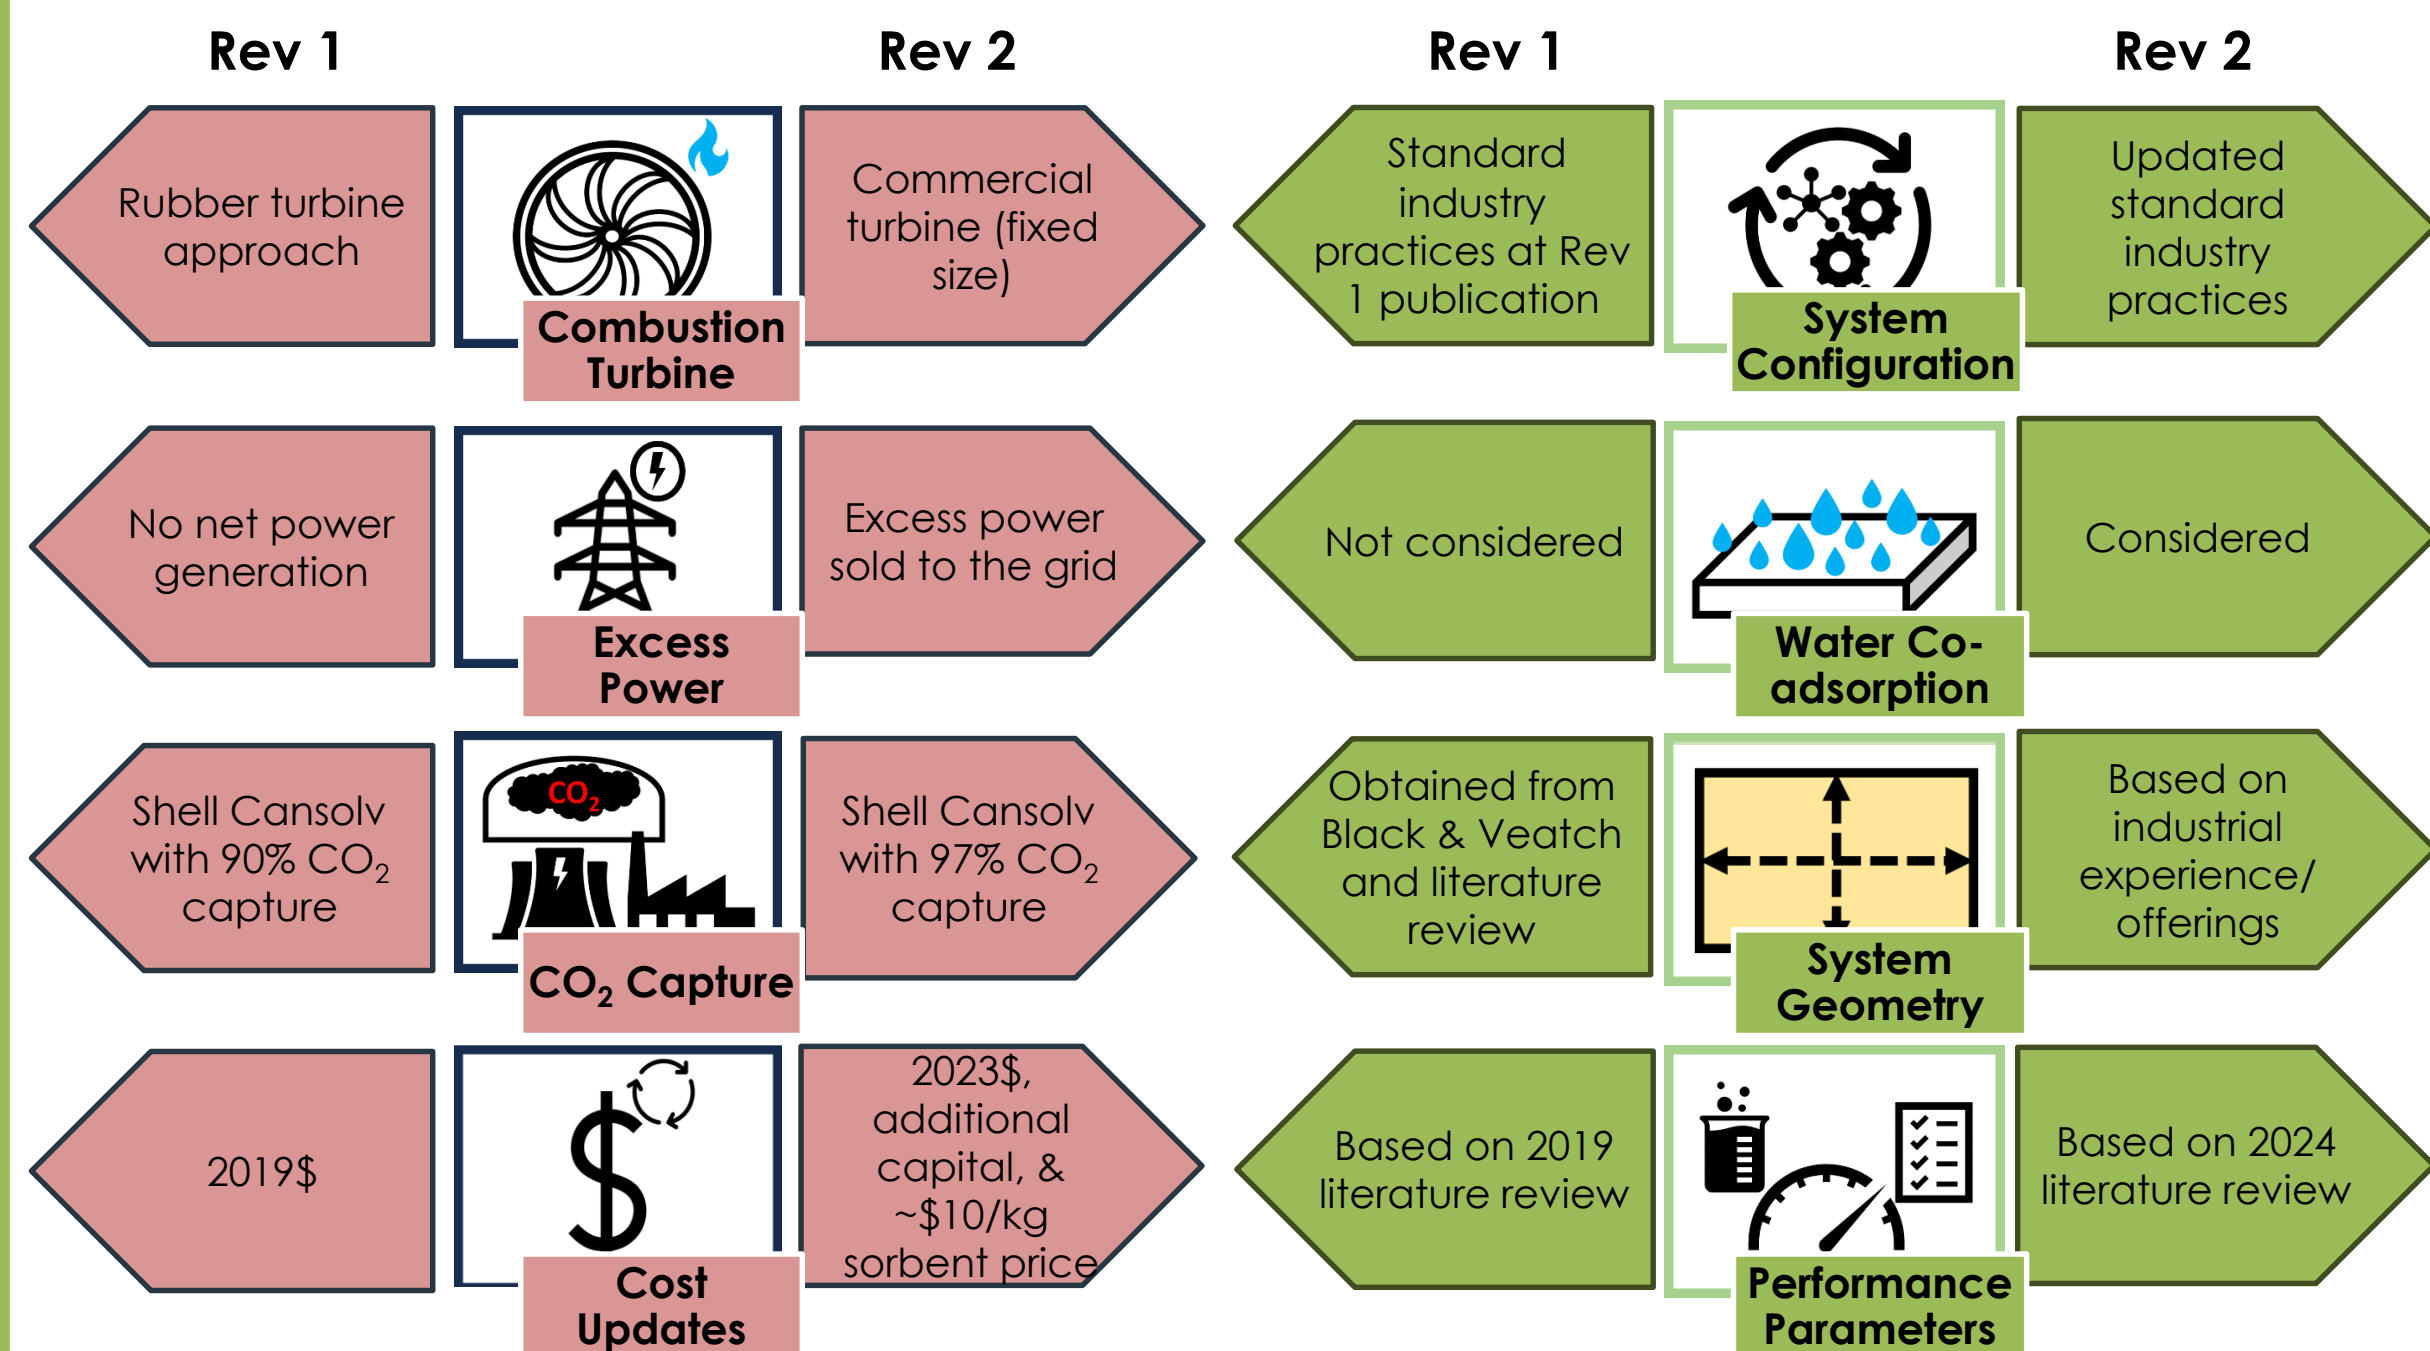 Rev 1
Rev 2
Rubber turbine
approach
Combustion
Turbine
Commercial
turbine (fixed
size)
No net power
generation
Excess
Power
Excess power
sold to the grid
Shell Cansolv
with 90% CO₂
capture
CO₂
CO₂ Capture
Shell Cansolv
with 97% CO₂
capture
2019$
$
Cost
Updates
2023$,
additional
capital, &
~$10/kg
sorbent price
Rev 1
Rev 2
Standard
industry
practices at Rev
1 publication
System
Configuration
Updated
standard
industry
practices
Not considered
Water Co-
adsorption
Considered
Obtained from
Black & Veatch
and literature
review
System
Geometry
Based on
industrial
experience/
offerings
Based on 2019
literature review
Performance
Parameters
Based on 2024
literature review